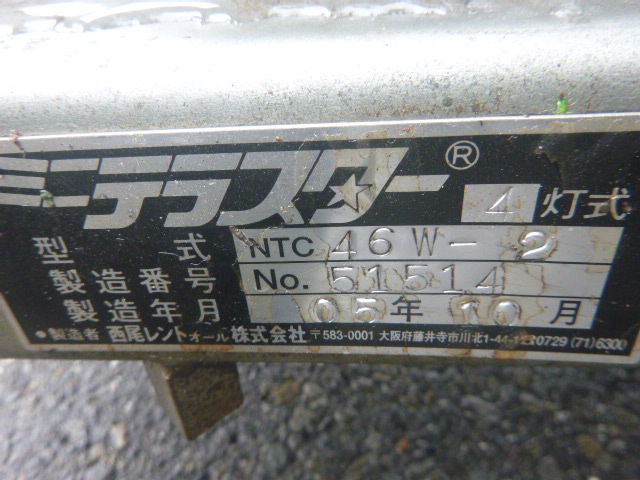 ミニテラスター®
4灯式
型式 NTC 46W-2
製造番号 No. 51514
製造年月 05年 10月
●製造者 西尾レントオール株式会社 〒583-0001 大阪府藤井寺市川北1-44-1 ☎0729(71)6300